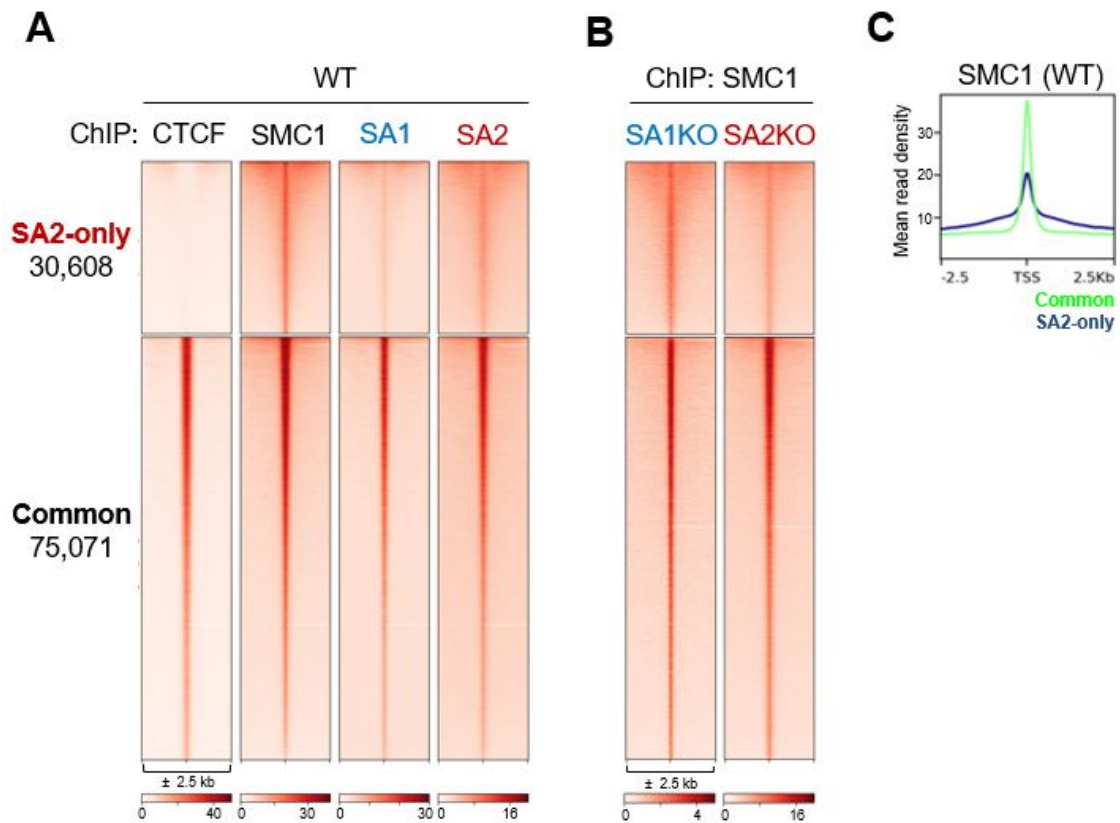 A
B
C
WT
ChIP: SMC1
SMC1 (WT)
ChIP: CTCF SMC1 SA1 SA2
SA1KO SA2KO
Mean read density
30
20
10
-2.5 TSS 2.5Kb
Common
SA2-only
SA2-only
30,608
Common
75,071
± 2.5 kb
± 2.5 kb
0 40 0 30 0 30 0 16
0 4 0 16